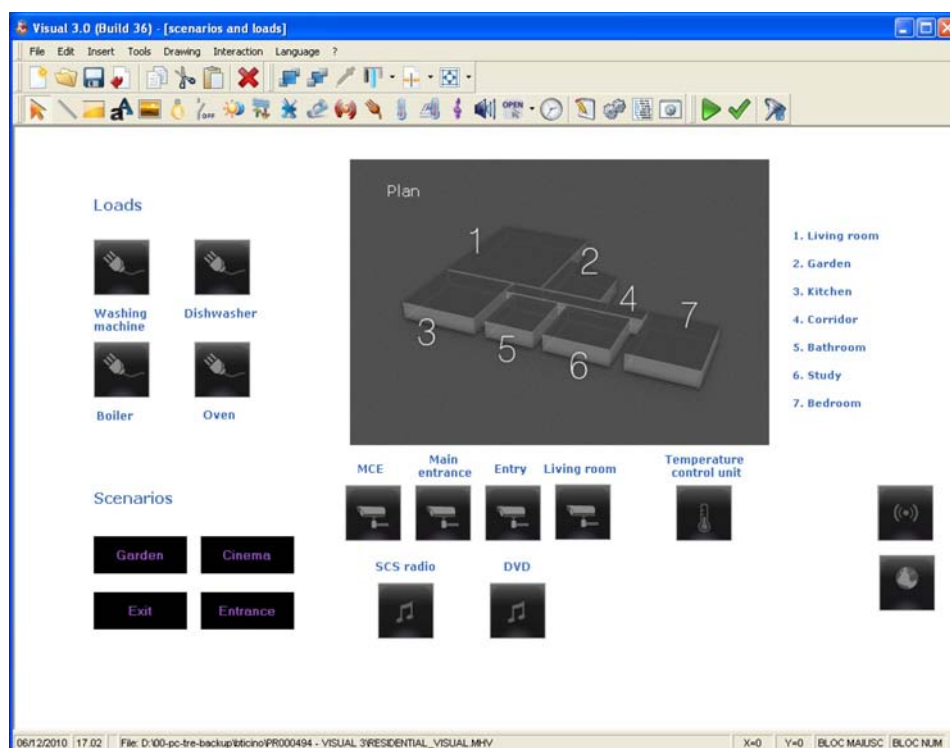 Visual 3.0 (Build 36) - [scenarios and loads]
File Edit Insert Tools Drawing Interaction Language ?
OFF
OPEN
Loads
Washing machine
Dishwasher
Boiler
Oven
Plan
1
2
3
4
5
6
7
1. Living room
2. Garden
3. Kitchen
4. Corridor
5. Bathroom
6. Study
7. Bedroom
MCE
Main entrance
Entry
Living room
Temperature control unit
SCS radio
DVD
Scenarios
Garden
Cinema
Exit
Entrance
06/12/2010 17.02 File: D:\00-pc-tre-backup\bticino\PR000494 - VISUAL 3\RESIDENTIAL_VISUAL.MHV X=0 Y=0 BLOC MAIUSC BLOC NUM